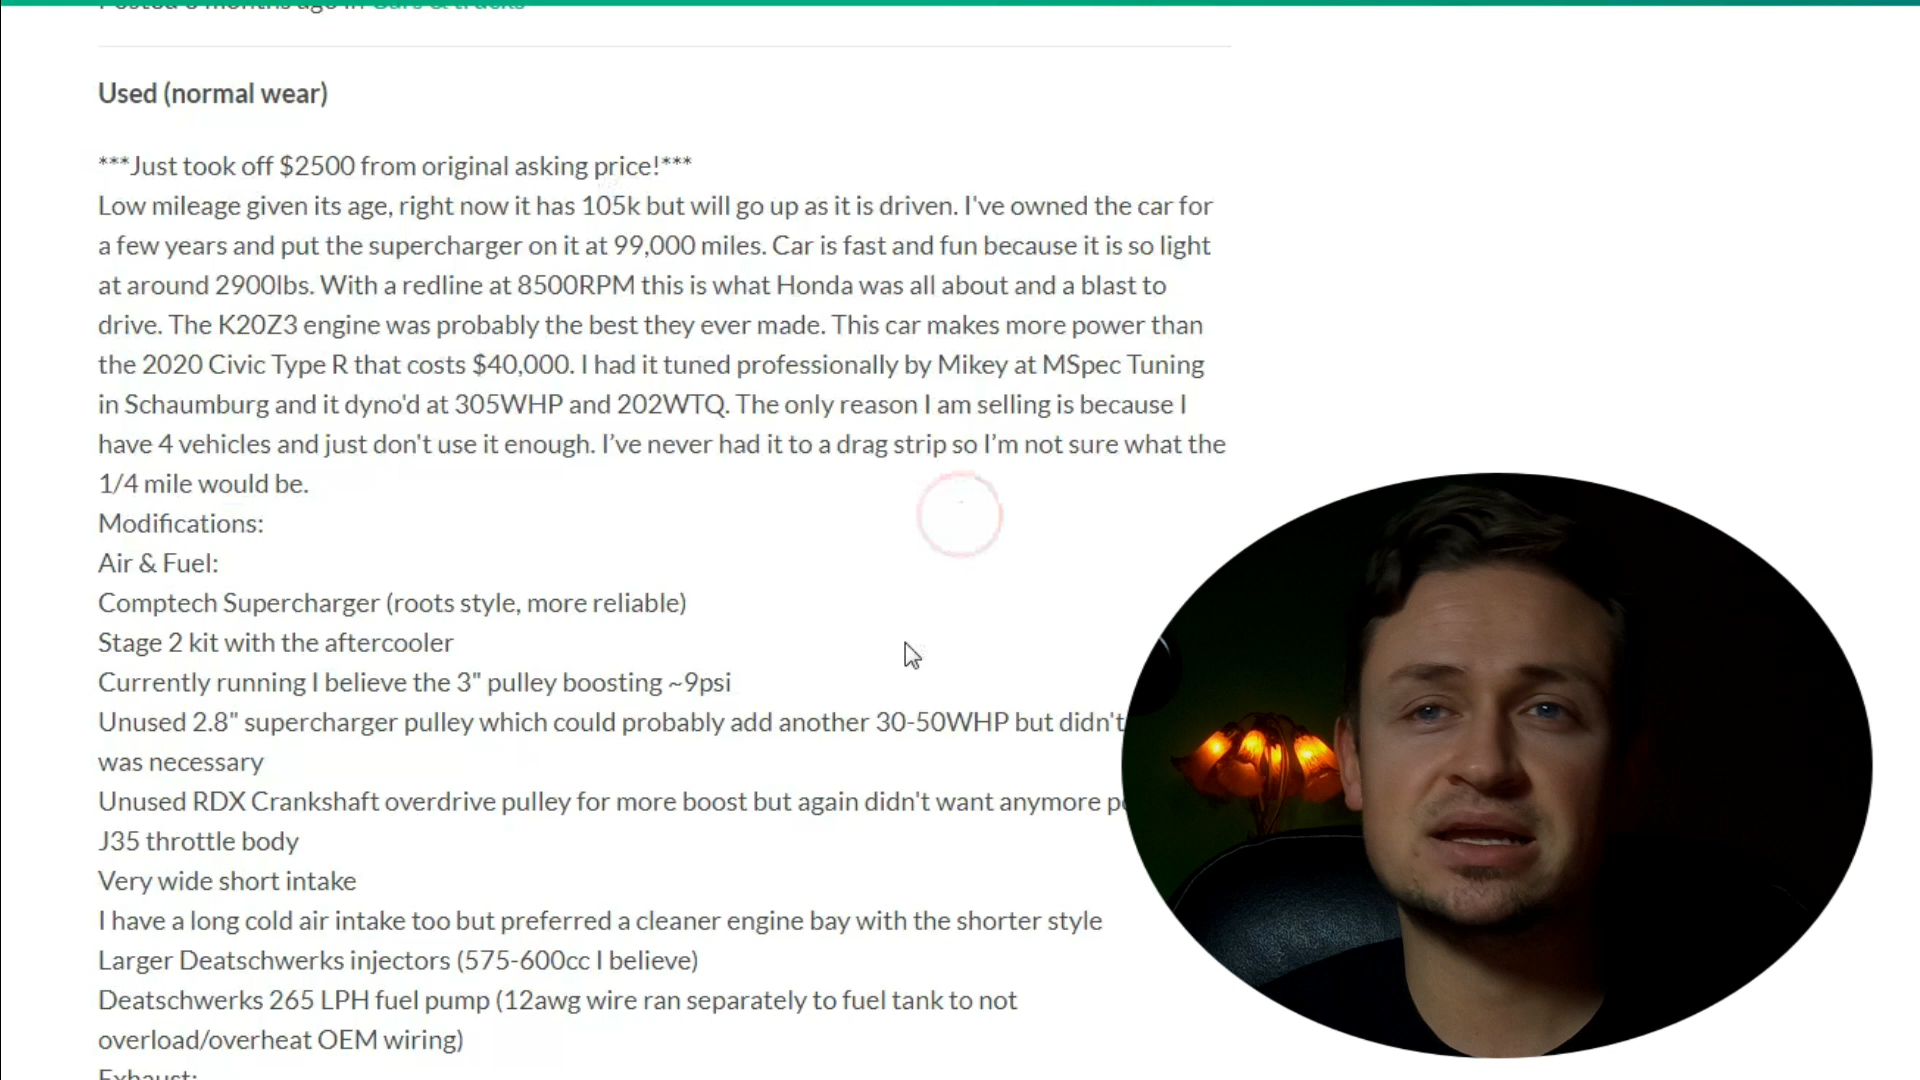 Posted 6 months ago in Cars & trucks
Used (normal wear)
***Just took off $2500 from original asking price!***
Low mileage given its age, right now it has 105k but will go up as it is driven. I've owned the car for
a few years and put the supercharger on it at 99,000 miles. Car is fast and fun because it is so light
at around 2900lbs. With a redline at 8500RPM this is what Honda was all about and a blast to
drive. The K20Z3 engine was probably the best they ever made. This car makes more power than
the 2020 Civic Type R that costs $40,000. I had it tuned professionally by Mikey at MSpec Tuning
in Schaumburg and it dyno'd at 305WHP and 202WTQ. The only reason I am selling is because I
have 4 vehicles and just don't use it enough. I’ve never had it to a drag strip so I’m not sure what the
1/4 mile would be.
Modifications:
Air & Fuel:
Comptech Supercharger (roots style, more reliable)
Stage 2 kit with the aftercooler
Currently running I believe the 3" pulley boosting ~9psi
Unused 2.8" supercharger pulley which could probably add another 30-50WHP but didn't
was necessary
Unused RDX Crankshaft overdrive pulley for more boost but again didn't want anymore
J35 throttle body
Very wide short intake
I have a long cold air intake too but preferred a cleaner engine bay with the shorter style
Larger Deatschwerks injectors (575-600cc I believe)
Deatschwerks 265 LPH fuel pump (12awg wire ran separately to fuel tank to not
overload/overheat OEM wiring)
Exhaust: